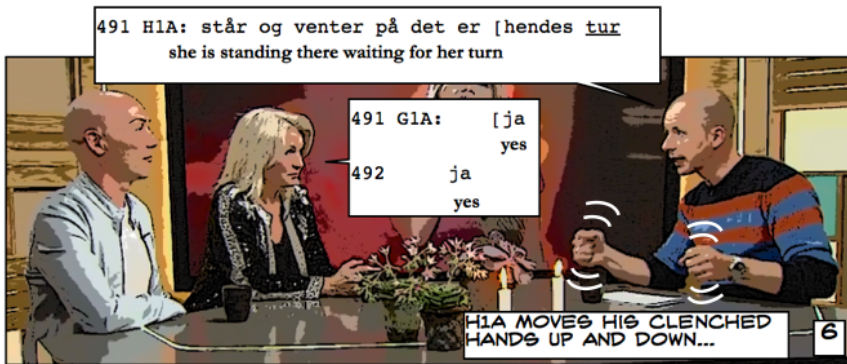 491 H1A: står og venter på det er [hendes tur
she is standing there waiting for her turn
491 G1A: [ja
yes
492 ja
yes
H1A MOVES HIS CLENCHED
HANDS UP AND DOWN...
6